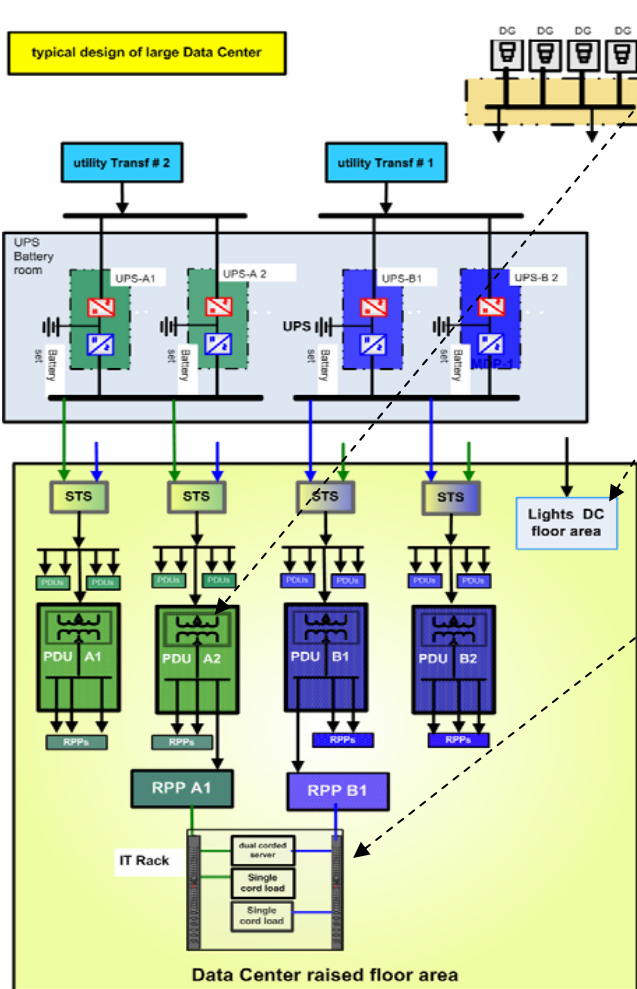 DG DG DG DG
typical design of large Data Center
utility Transf # 2
utility Transf # 1
UPS
Battery
room
UPS-A1
UPS-A 2
UPS-B1
UPS-B 2
UPS
Battery
set
Battery
set
Battery
set
Battery
set
MDP-1
STS
STS
STS
STS
Lights DC
floor area
PDUs
PDUs
PDUs
PDUs
PDUs
PDUs
PDUs
PDUs
PDU A1
PDU A2
PDU B1
PDU B2
RPPs
RPPs
RPPs
RPPs
RPP A1
RPP B1
IT Rack
dual corded
server
Single
cord load
Single
cord load
Data Center raised floor area